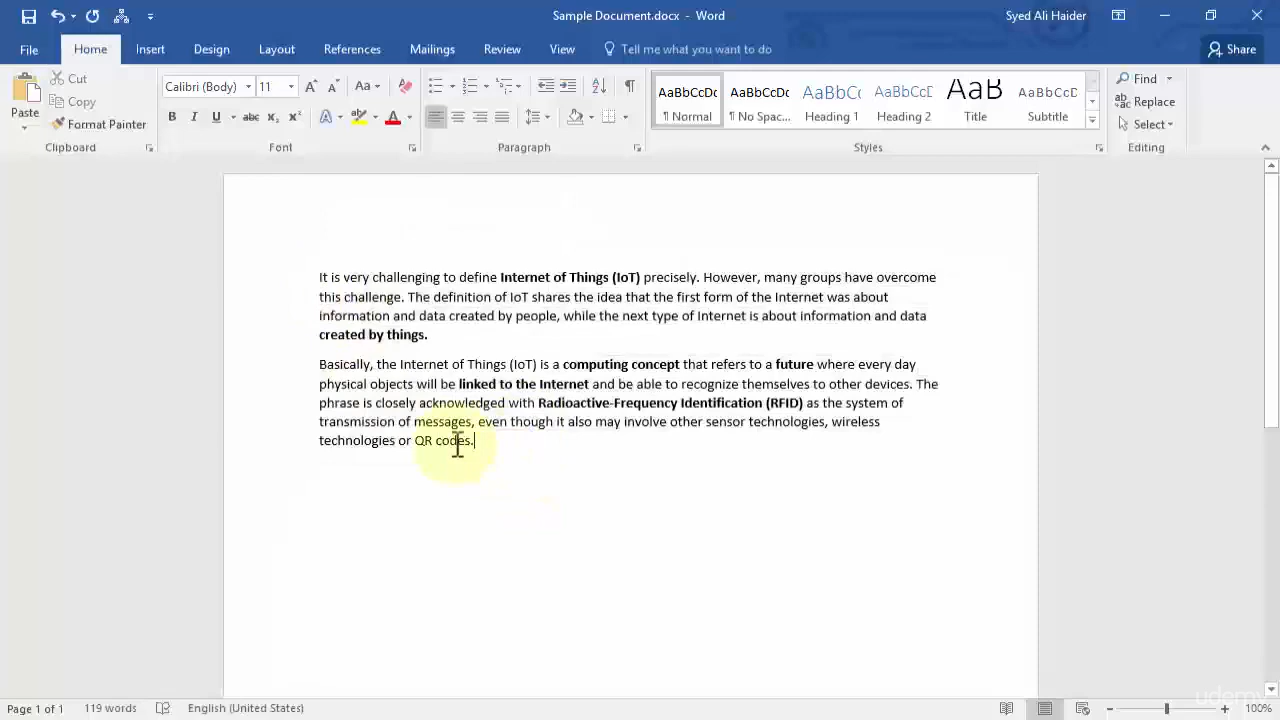 Sample Document.docx - Word
Syed Ali Haider
File Home Insert Design Layout References Mailings Review View Tell me what you want to do Share
Paste
Cut
Copy
Format Painter
Clipboard
Calibri (Body) 11 Aa
B I U abc x₂ x² A ab A
Font
Paragraph
AaBbCcDc AaBbCcDc AaBbCc AaBbCcD AaB AaBbCcD
¶ Normal ¶ No Spac... Heading 1 Heading 2 Title Subtitle
Styles
Find
Replace
Select
Editing
It is very challenging to define Internet of Things (IoT) precisely. However, many groups have overcome
this challenge. The definition of IoT shares the idea that the first form of the Internet was about
information and data created by people, while the next type of Internet is about information and data
created by things.
Basically, the Internet of Things (IoT) is a computing concept that refers to a future where every day
physical objects will be linked to the Internet and be able to recognize themselves to other devices. The
phrase is closely acknowledged with Radioactive-Frequency Identification (RFID) as the system of
transmission of messages, even though it also may involve other sensor technologies, wireless
technologies or QR codes.
udemy
Page 1 of 1 119 words English (United States) 100%